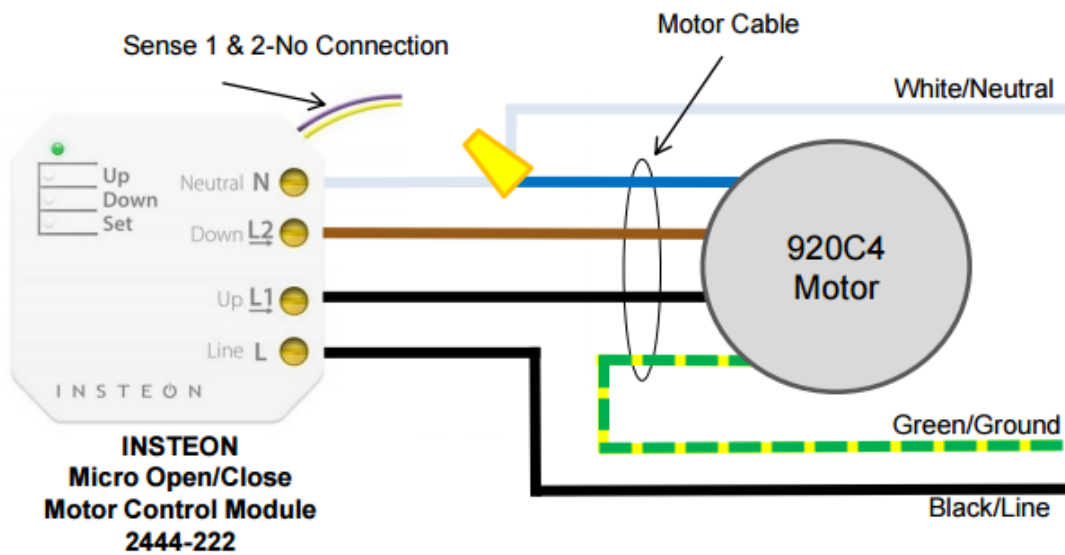 Motor Cable
Sense 1 & 2-No Connection
White/Neutral
Up
Down
Set
Neutral N
Down L2
Up L1
Line L
INSTEON
920C4
Motor
Green/Ground
Black/Line
INSTEON
Micro Open/Close
Motor Control Module
2444-222